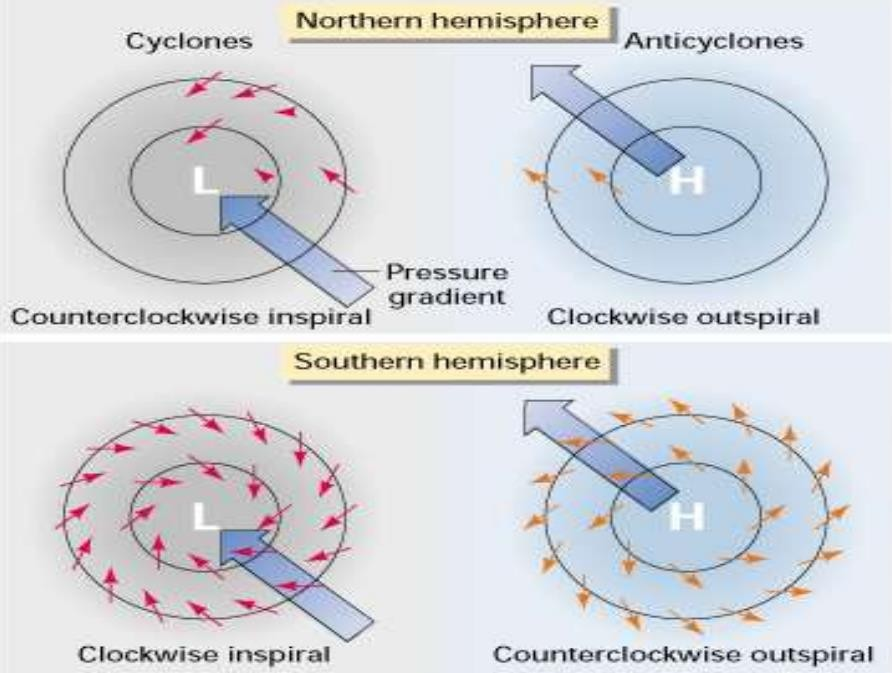 Northern hemisphere
Cyclones
Anticyclones
L
H
Pressure
gradient
Counterclockwise inspiral
Clockwise outspiral
Southern hemisphere
L
H
Clockwise inspiral
Counterclockwise outspiral